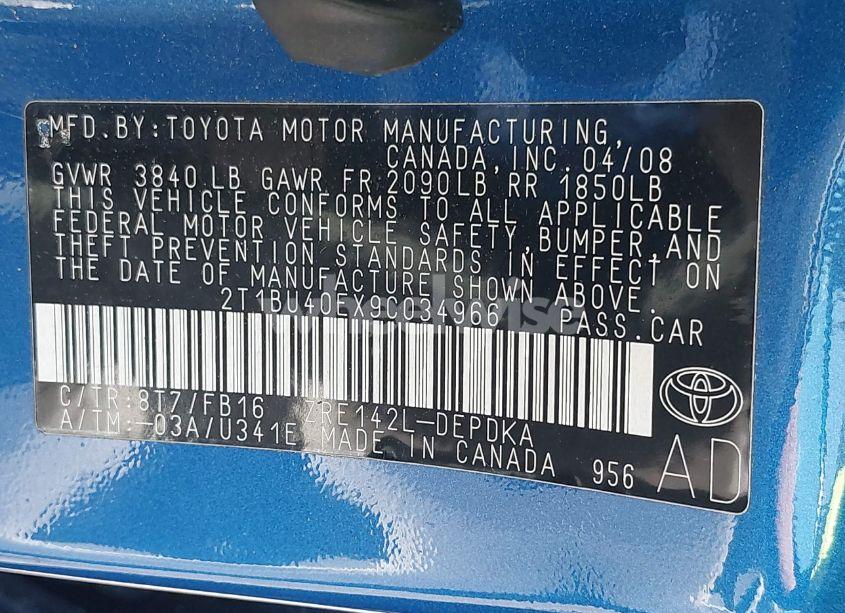 MFD.BY:TOYOTA MOTOR MANUFACTURING,
CANADA,INC. 04/08
GVWR 3840 LB GAWR FR 2090LB RR 1850LB
THIS VEHICLE CONFORMS TO ALL APPLICABLE
FEDERAL MOTOR VEHICLE SAFETY,BUMPER,AND
THEFT PREVENTION STANDARDS IN EFFECT ON
THE DATE OF MANUFACTURE SHOWN ABOVE.
2T1BU40EX9C034966 PASS.CAR
C/TR:8T7/FB16 ZRE142L-DEPDKA
A/TM:-03A/U341E MADE IN CANADA 956 AD